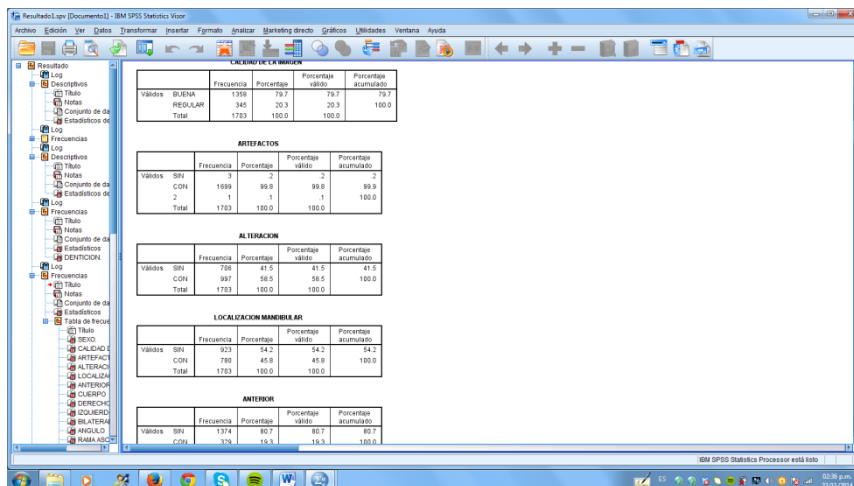 Resultado1.spv [Documento1] - IBM SPSS Statistics Visor
Archivo Edición Ver Datos Transformar Insertar Formato Analizar Marketing directo Gráficos Utilidades Ventana Ayuda
Resultado
Log
Descriptivos
Título
Notas
Conjunto de da
Estadísticos de
Log
Frecuencias
Log
Descriptivos
Título
Notas
Conjunto de da
Estadísticos de
Log
Frecuencias
Título
Notas
Conjunto de da
Estadísticos
DENTICION.
Log
Frecuencias
Título
Notas
Conjunto de da
Estadísticos
Tabla de frecue
Título
SEXO.
CALIDAD D
ARTEFACT
ALTERACI
LOCALIZA
ANTERIOR
CUERPO
DERECHO
IZQUIERD
BILATERA
ANGULO
RAMA ASC
CALIDAD DE LA IMAGEN
Frecuencia Porcentaje Porcentaje válido Porcentaje acumulado
Válidos BUENA 1358 79.7 79.7 79.7
REGULAR 345 20.3 20.3 100.0
Total 1703 100.0 100.0
ARTEFACTOS
Frecuencia Porcentaje Porcentaje válido Porcentaje acumulado
Válidos SIN 3 .2 .2 .2
CON 1699 99.8 99.8 99.9
2 1 .1 .1 100.0
Total 1703 100.0 100.0
ALTERACION
Frecuencia Porcentaje Porcentaje válido Porcentaje acumulado
Válidos SIN 706 41.5 41.5 41.5
CON 997 58.5 58.5 100.0
Total 1703 100.0 100.0
LOCALIZACION MANDIBULAR
Frecuencia Porcentaje Porcentaje válido Porcentaje acumulado
Válidos SIN 923 54.2 54.2 54.2
CON 780 45.8 45.8 100.0
Total 1703 100.0 100.0
ANTERIOR
Frecuencia Porcentaje Porcentaje válido Porcentaje acumulado
Válidos SIN 1374 80.7 80.7 80.7
CON 329 19.3 19.3 100.0
IBM SPSS Statistics Processor está listo
ES
02:36 p.m.